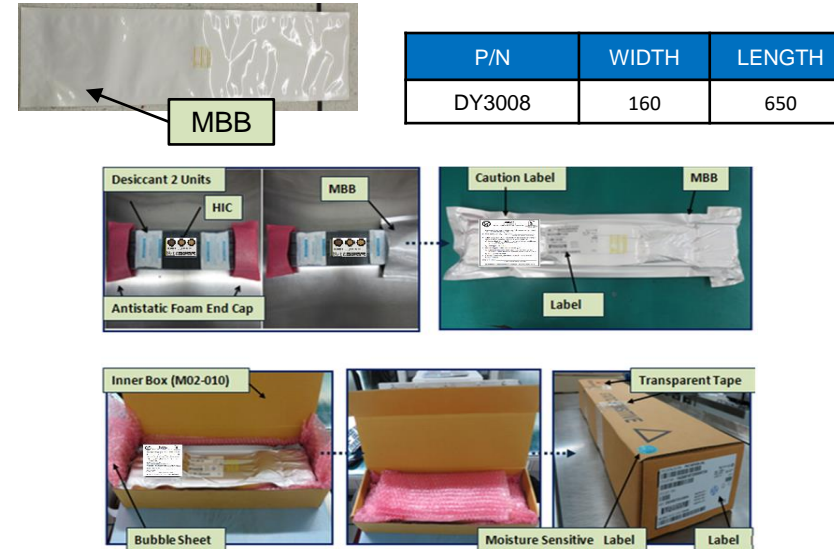 P/N WIDTH LENGTH
DY3008 160 650
MBB
Desiccant 2 Units
HIC
MBB
Antistatic Foam End Cap
Caution Label
MBB
Label
Inner Box (M02-010)
Bubble Sheet
Transparent Tape
Moisture Sensitive Label
Label